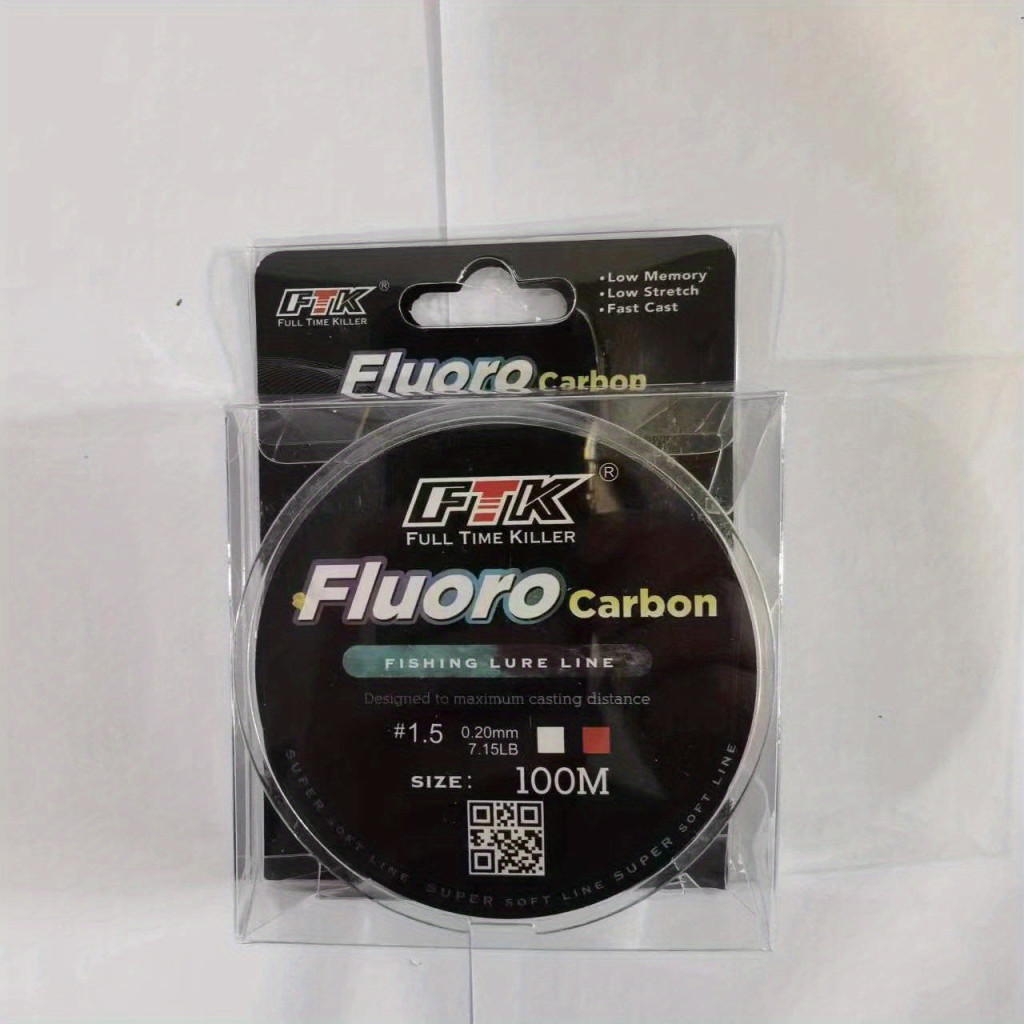 FTK®
FULL TIME KILLER
• Low Memory
• Low Stretch
• Fast Cast
Fluoro Carbon
FTK®
FULL TIME KILLER
Fluoro Carbon
FISHING LURE LINE
Designed to maximum casting distance
#1.5 0.20mm
7.15LB
SIZE: 100M
SUPER SOFT LINE SUPER SOFT LINE SUPER SOFT LINE